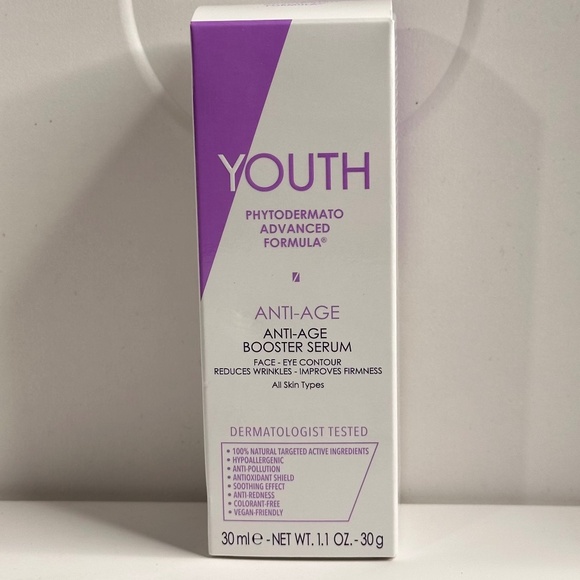 YOUTH
PHYTODERMATO
ADVANCED
FORMULA®
ANTI-AGE
ANTI-AGE
BOOSTER SERUM
FACE - EYE CONTOUR
REDUCES WRINKLES - IMPROVES FIRMNESS
All Skin Types
DERMATOLOGIST TESTED
• 100% NATURAL TARGETED ACTIVE INGREDIENTS
• HYPOALLERGENIC
• ANTI-POLLUTION
• ANTIOXIDANT SHIELD
• SOOTHING EFFECT
• ANTI-REDNESS
• COLORANT-FREE
• VEGAN-FRIENDLY
30 ml ℮ - NET WT. 1.1 OZ. - 30 g